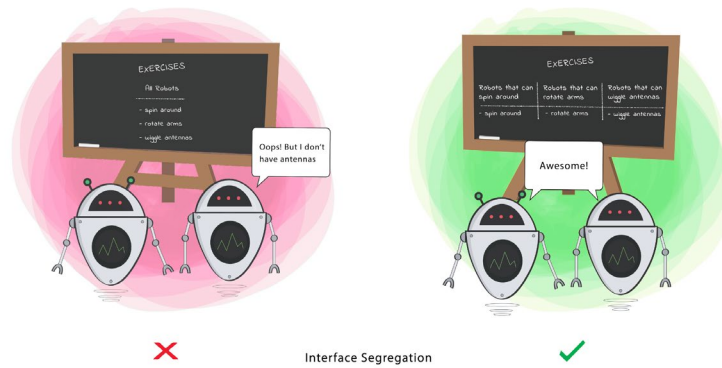 EXERCISES
All Robots
- spin around
- rotate arms
- wiggle antennas
Oops! But I don't
have antennas
EXERCISES
Robots that can
spin around
- spin around
Robots that can
rotate arms
- rotate arms
Robots that can
wiggle antennas
- wiggle antennas
Awesome!
Interface Segregation